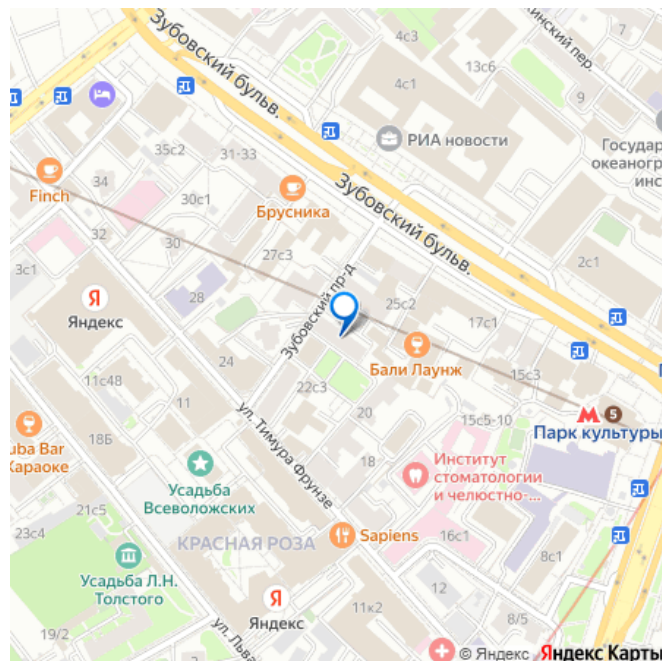 Зубовский бульв.
4с3
13с6
4с1
9
инский пер.
РИА новости
Государ
океаногр
инс
35с2
31-33
Finch
34
30с1
Брусника
Зубовский бульв.
32
30
27с3
2с1
3с1
28
Зубовский пр-д
25с2
17с1
Я
Яндекс
Бали Лаунж
24
15с3
5
11с48
11
22с3
20
15с5-10
Парк культуры
uba Bar
Караоке
18Б
ул. Тимура Фрунзе
18
Институт
стоматологии
и челюстно-...
Усадьба
Всеволожских
21с5
23с4
КРАСНАЯ РОЗА
Sapiens
16с1
8с1
Усадьба Л.Н.
Толстого
Я
Яндекс
12
19/2
ул. Льва
11к2
8/5
© Яндекс Яндекс Карты